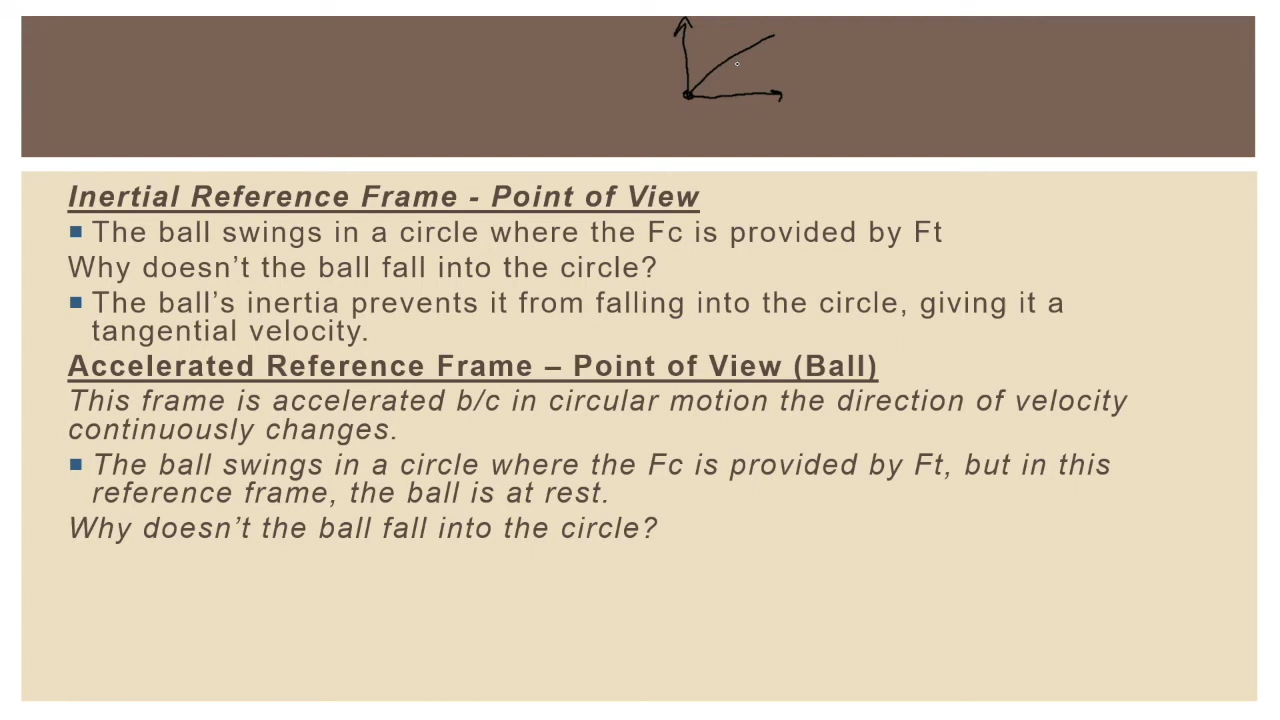 Inertial Reference Frame - Point of View
▪ The ball swings in a circle where the Fc is provided by Ft
Why doesn’t the ball fall into the circle?
▪ The ball’s inertia prevents it from falling into the circle, giving it a
tangential velocity.
Accelerated Reference Frame – Point of View (Ball)
This frame is accelerated b/c in circular motion the direction of velocity
continuously changes.
▪ The ball swings in a circle where the Fc is provided by Ft, but in this
reference frame, the ball is at rest.
Why doesn’t the ball fall into the circle?